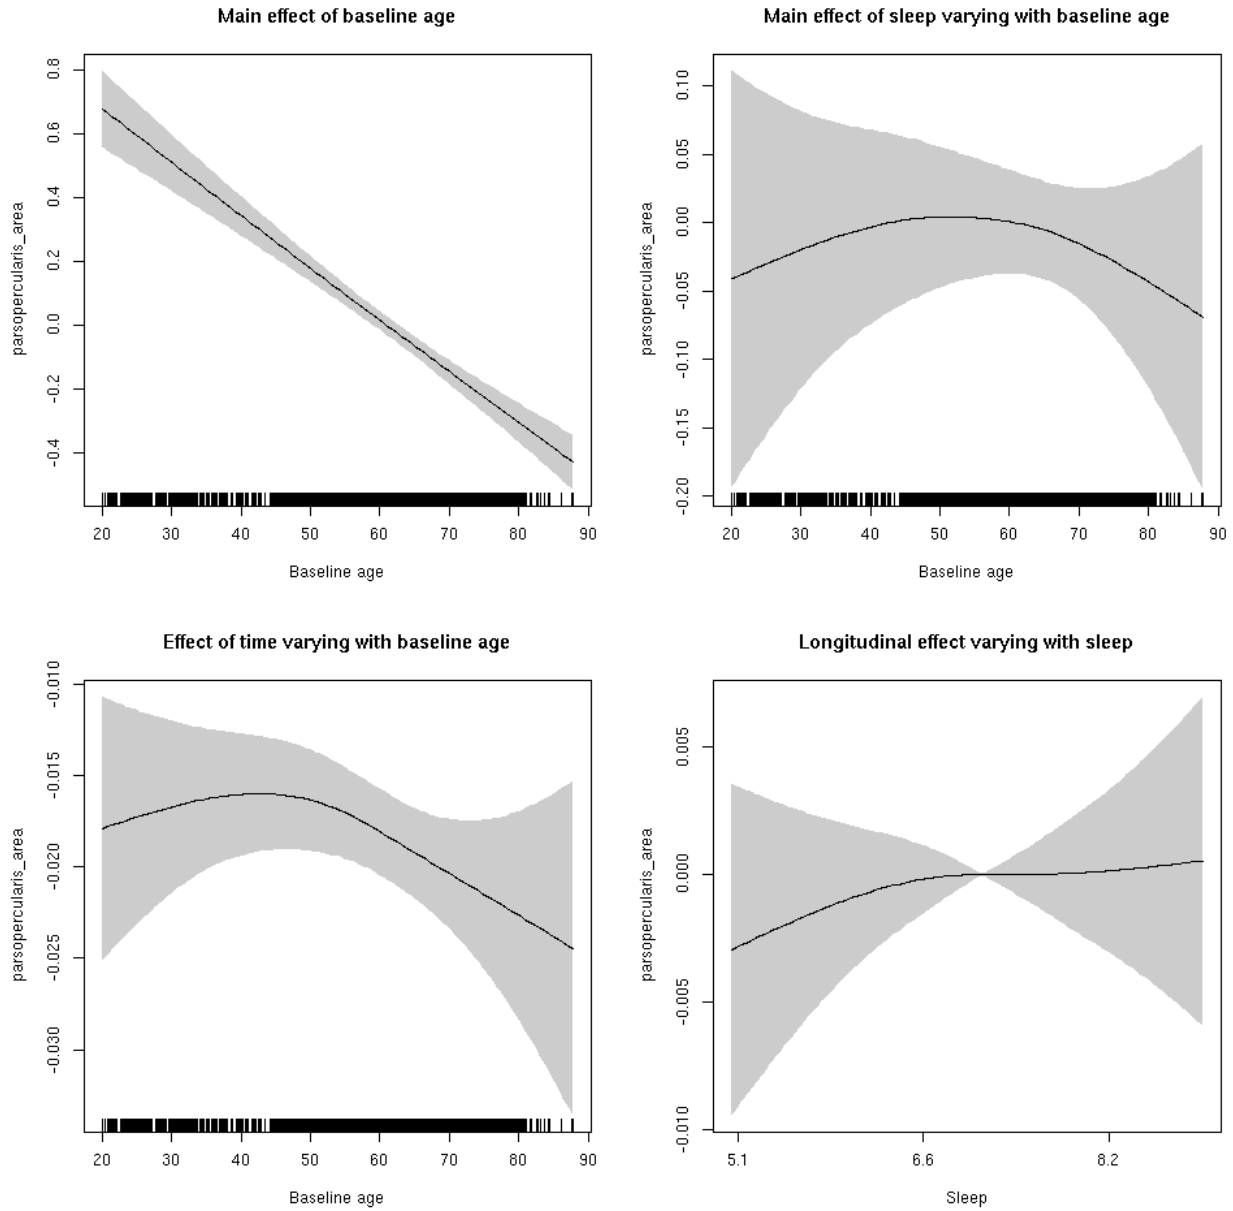 Main effect of baseline age
0.8
0.6
0.4
0.2
0.0
-0.2
-0.4
parsopercularis_area
20 30 40 50 60 70 80 90
Baseline age
Main effect of sleep varying with baseline age
0.10
0.05
0.00
-0.05
-0.10
-0.15
-0.20
parsopercularis_area
20 30 40 50 60 70 80 90
Baseline age
Effect of time varying with baseline age
-0.010
-0.015
-0.020
-0.025
-0.030
parsopercularis_area
20 30 40 50 60 70 80 90
Baseline age
Longitudinal effect varying with sleep
0.005
0.000
-0.005
-0.010
parsopercularis_area
5.1 6.6 8.2
Sleep